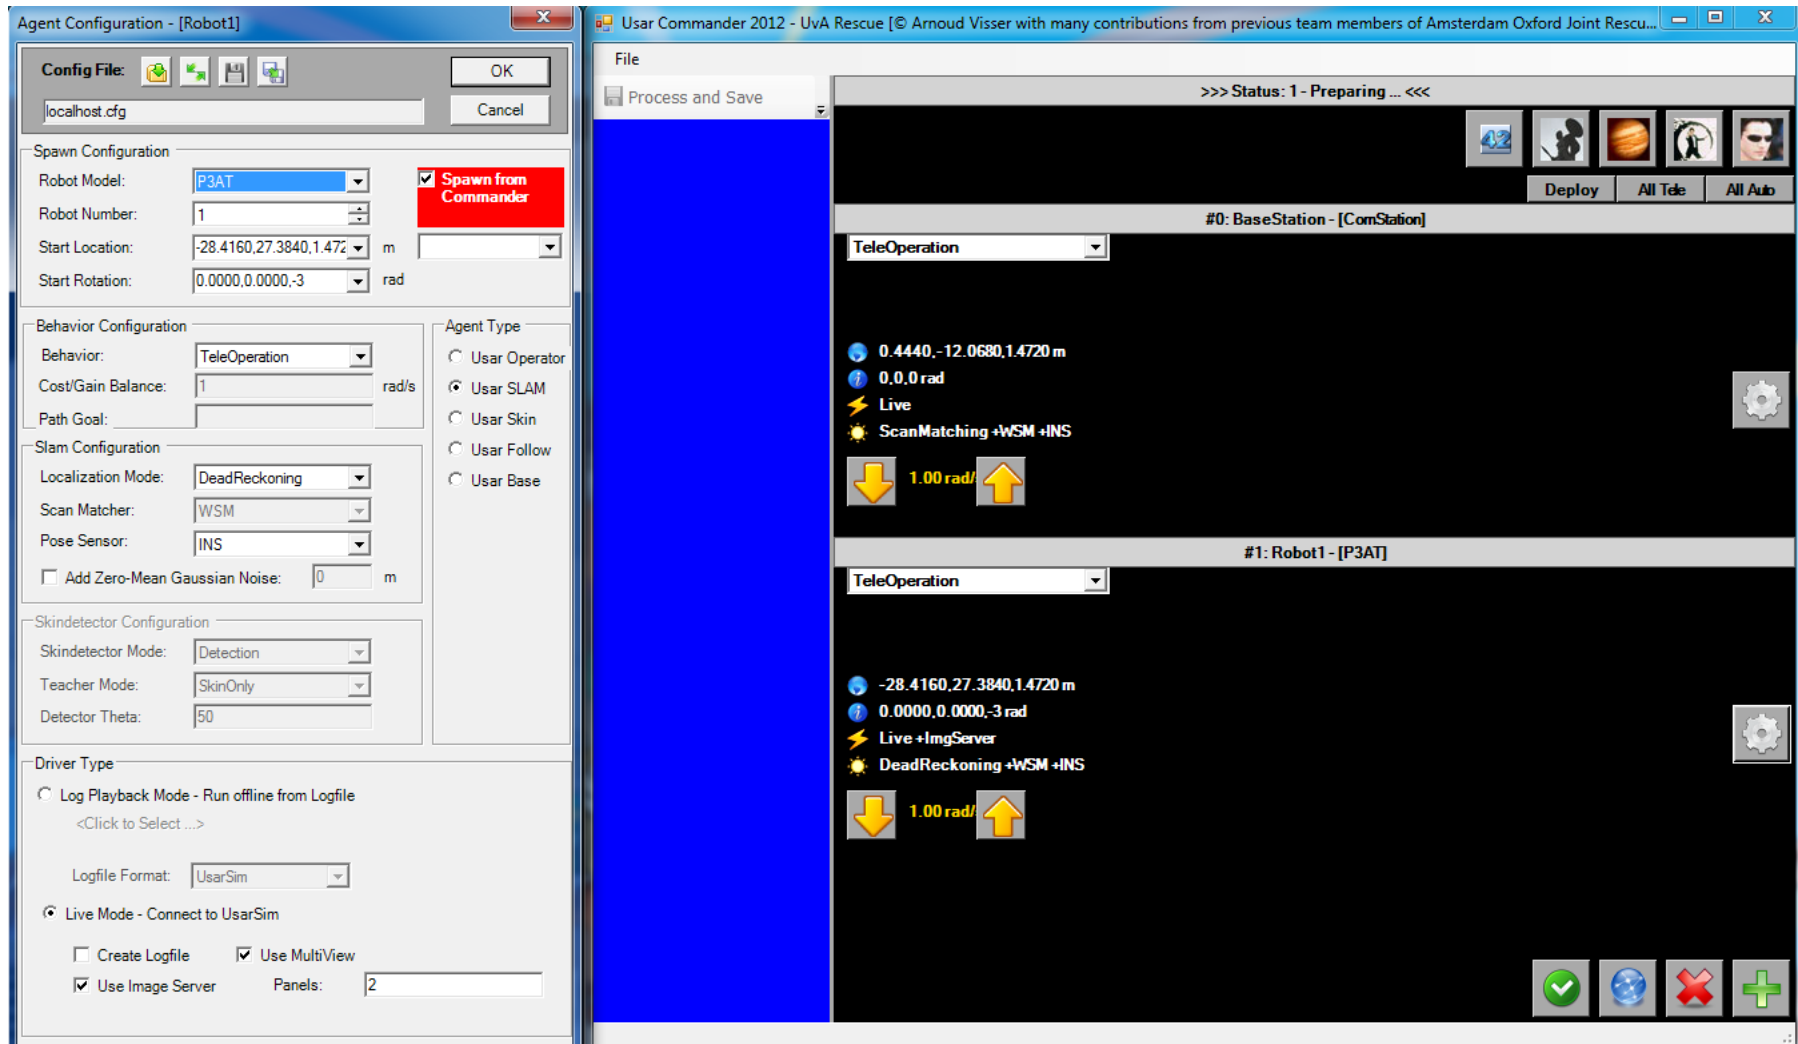 Agent Configuration - [Robot1]
Config File:
OK
localhost.cfg
Cancel
Spawn Configuration
Robot Model: P3AT
Spawn from
Commander
Robot Number: 1
Start Location: -28.4160,27.3840,1.472 m
Start Rotation: 0.0000,0.0000,-3 rad
Behavior Configuration
Behavior: TeleOperation
Cost/Gain Balance: 1 rad/s
Path Goal:
Agent Type
Usar Operator
Usar SLAM
Usar Skin
Usar Follow
Usar Base
Slam Configuration
Localization Mode: DeadReckoning
Scan Matcher: WSM
Pose Sensor: INS
Add Zero-Mean Gaussian Noise: 0 m
Skindetector Configuration
Skindetector Mode: Detection
Teacher Mode: SkinOnly
Detector Theta: 50
Driver Type
Log Playback Mode - Run offline from Logfile
<Click to Select ...>
Logfile Format: UsarSim
Live Mode - Connect to UsarSim
Create Logfile Use MultiView
Use Image Server Panels: 2
Usar Commander 2012 - UvA Rescue [© Arnoud Visser with many contributions from previous team members of Amsterdam Oxford Joint Rescu...
File
Process and Save
>>> Status: 1 - Preparing ... <<<
42
Deploy All Tele All Auto
#0: BaseStation - [ComStation]
TeleOperation
0.4440,-12.0680,1.4720 m
0,0,0 rad
Live
ScanMatching +WSM +INS
1.00 rad/
#1: Robot1 - [P3AT]
TeleOperation
-28.4160,27.3840,1.4720 m
0.0000,0.0000,-3 rad
Live +ImgServer
DeadReckoning +WSM +INS
1.00 rad/